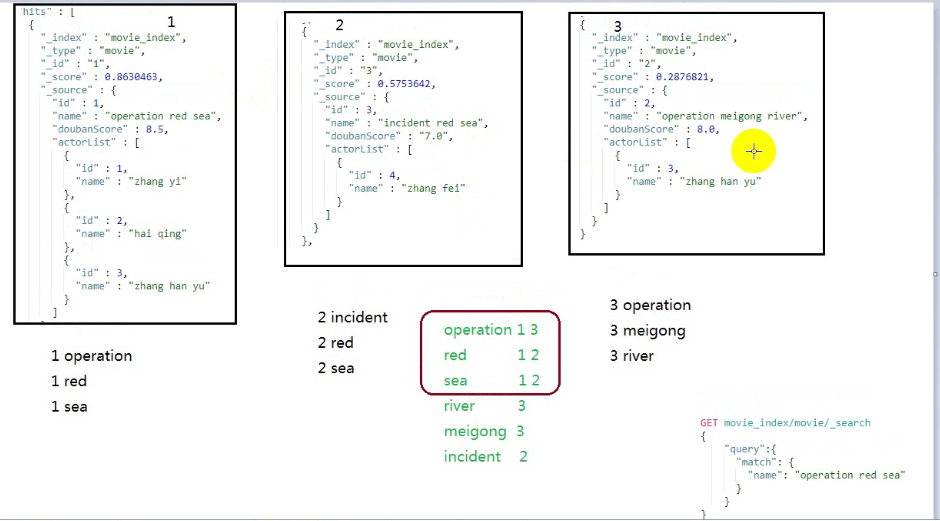 hits" : [
1
{
"_index" : "movie_index",
"_type" : "movie",
"_id" : "1",
"_score" : 0.8630463,
"_source" : {
"id" : 1,
"name" : "operation red sea",
"doubanScore" : 8.5,
"actorList" : [
{
"id" : 1,
"name" : "zhang yi"
},
{
"id" : 2,
"name" : "hai qing"
},
{
"id" : 3,
"name" : "zhang han yu"
}
]
2
{
"_index" : "movie_index",
"_type" : "movie",
"_id" : "3",
"_score" : 0.5753642,
"_source" : {
"id" : 3,
"name" : "incident red sea",
"doubanScore" : "7.0",
"actorList" : [
{
"id" : 4,
"name" : "zhang fei"
}
]
}
},
3
{
"_index" : "movie_index",
"_type" : "movie",
"_id" : "2",
"_score" : 0.2876821,
"_source" : {
"id" : 2,
"name" : "operation meigong river",
"doubanScore" : 8.0,
"actorList" : [
{
"id" : 3,
"name" : "zhang han yu"
}
]
}
}
1 operation
1 red
1 sea
2 incident
2 red
2 sea
operation 1 3
red 1 2
sea 1 2
river 3
meigong 3
incident 2
3 operation
3 meigong
3 river
GET movie_index/movie/_search
{
"query":{
"match": {
"name": "operation red sea"
}
}
}